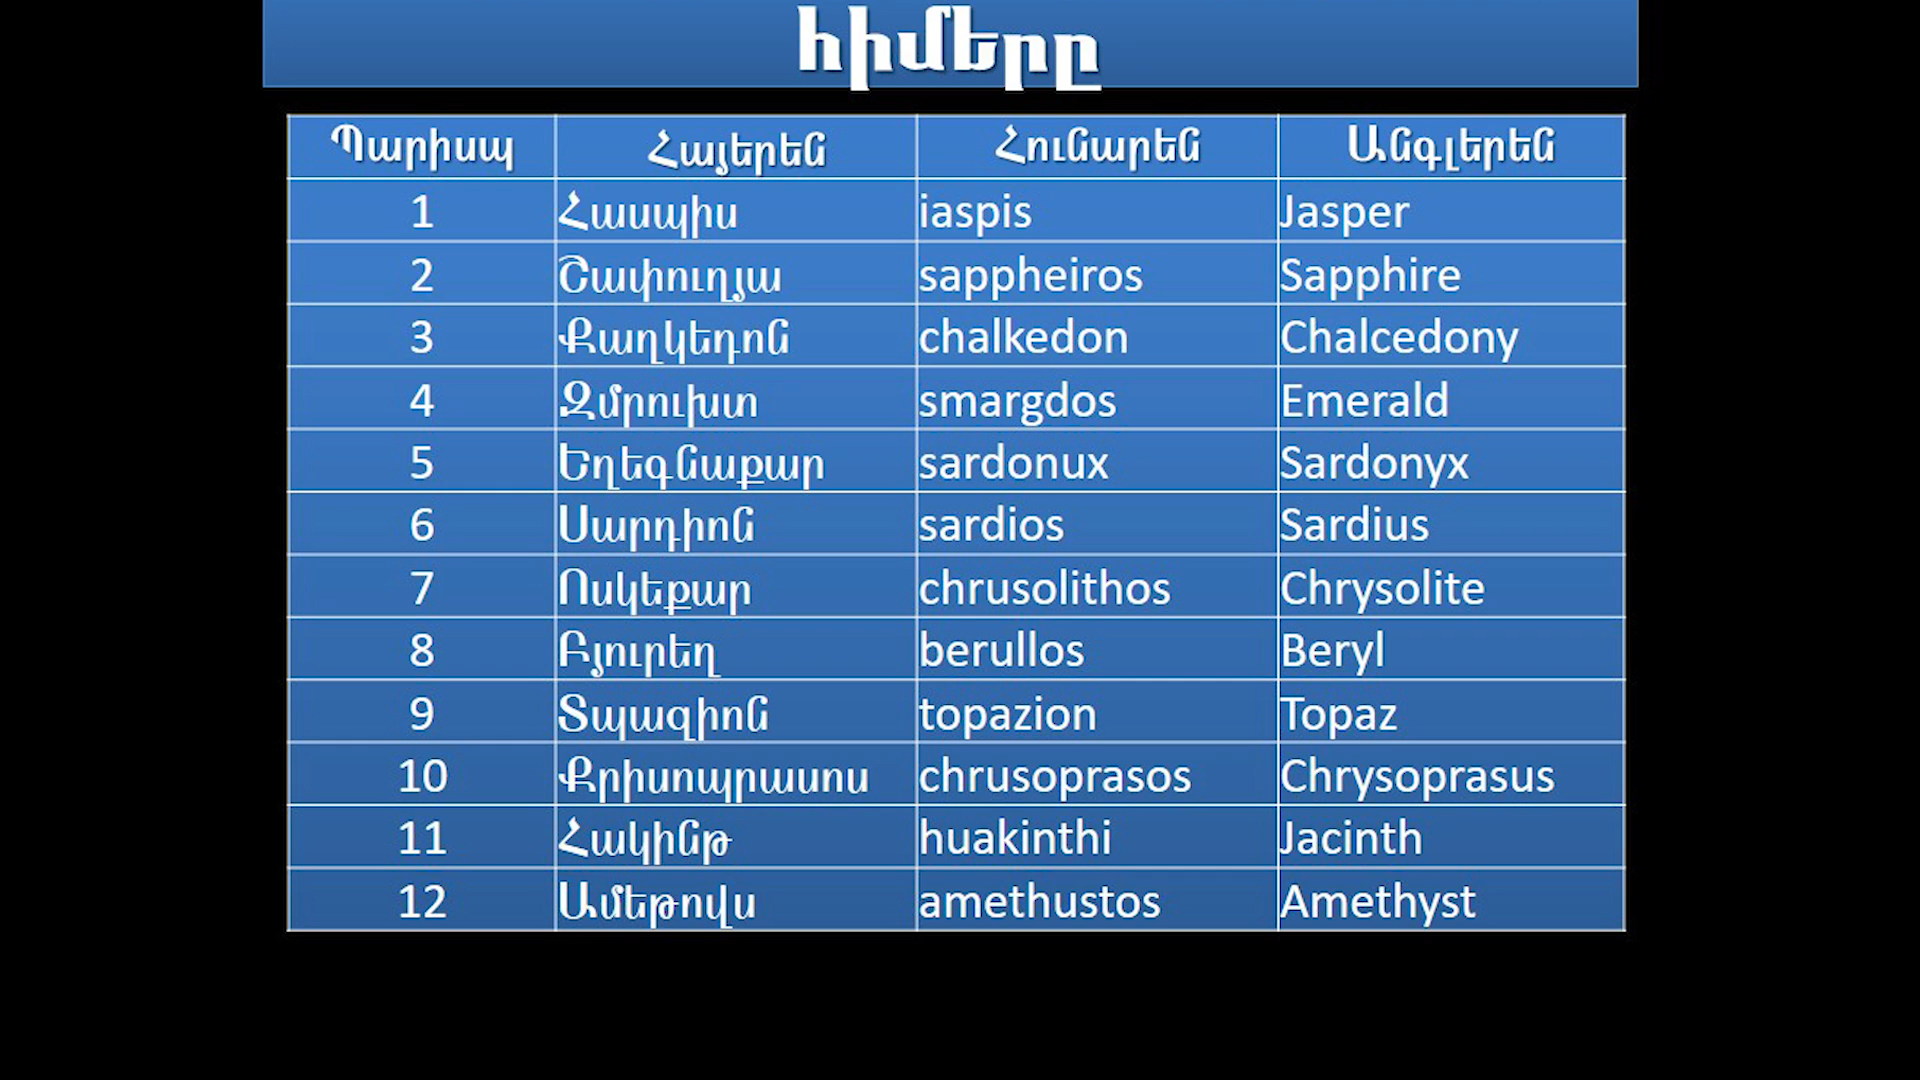 հիմերը
Պարիսպ Հայերեն Հունարեն Անգլերեն
1 Հասպիս iaspis Jasper
2 Շափուղյա sappheiros Sapphire
3 Քաղկեդոն chalkedon Chalcedony
4 Զմրուխտ smargdos Emerald
5 Եղեգնաքար sardonux Sardonyx
6 Սարդիոն sardios Sardius
7 Ոսկեքար chrusolithos Chrysolite
8 Բյուրեղ berullos Beryl
9 Տպազիոն topazion Topaz
10 Քրիսոպրասոս chrusoprasos Chrysoprasus
11 Հակինթ huakinthi Jacinth
12 Ամեթովս amethustos Amethyst